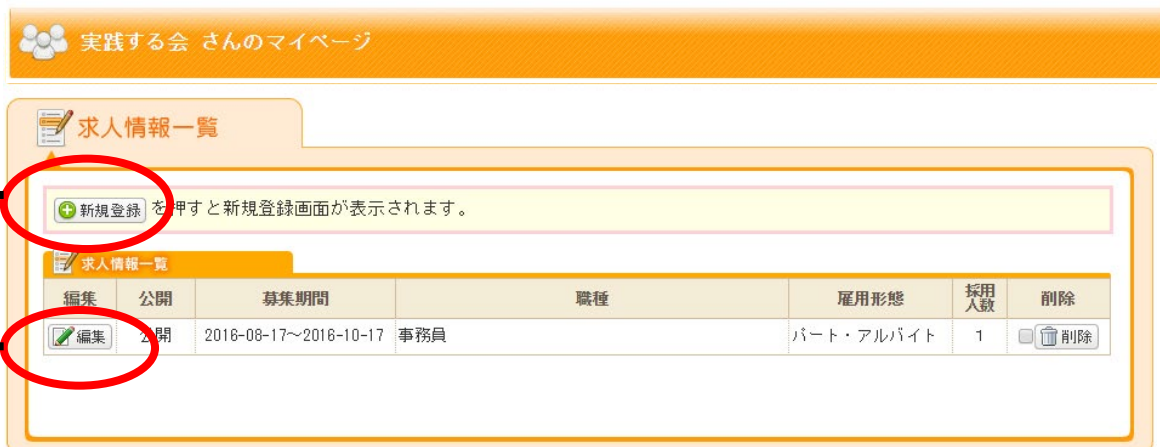 実践する会 さんのマイページ
求人情報一覧
新規登録 を押すと新規登録画面が表示されます。
求人情報一覧
編集 公開 募集期間 職種 雇用形態 採用人数 削除
編集 公開 2016-08-17～2016-10-17 事務員 パート・アルバイト 1 削除